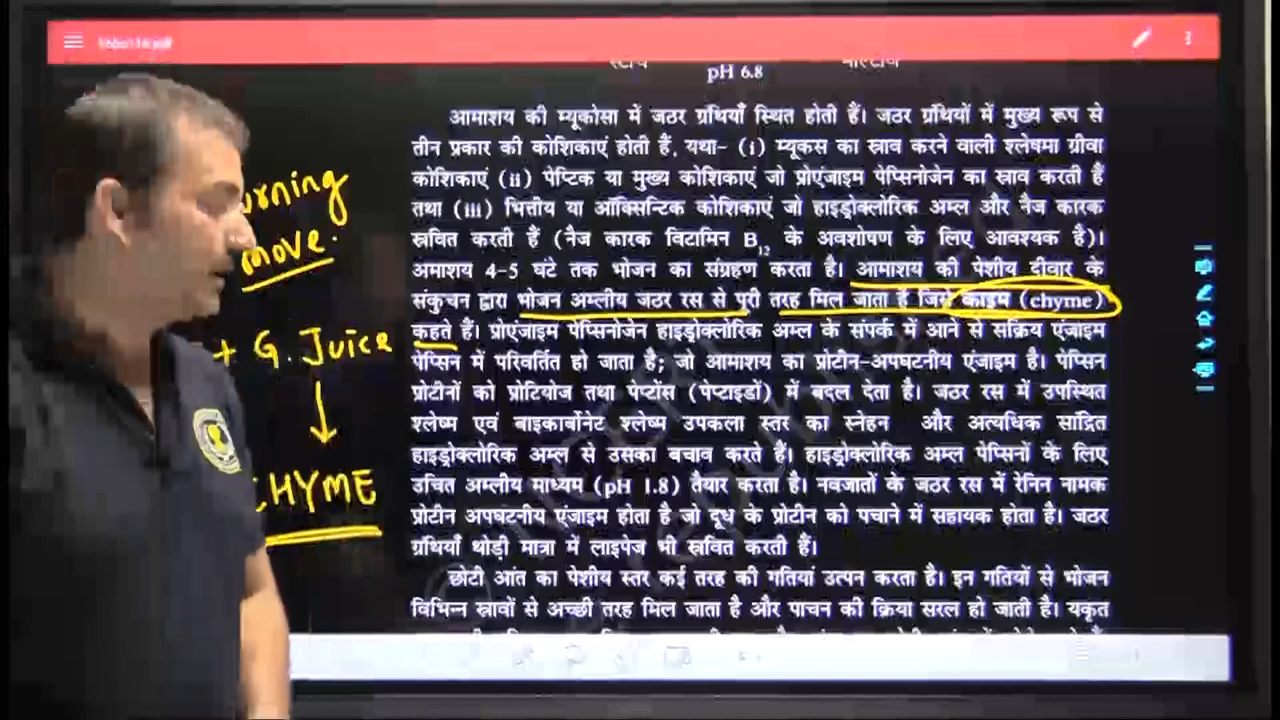 pH 6.8
आमाशय की म्यूकोसा में जठर ग्रंथियाँ स्थित होती हैं। जठर ग्रंथियों में मुख्य रूप से
तीन प्रकार की कोशिकाएं होती हैं, यथा- (i) म्यूकस का स्राव करने वाली श्लेषमा ग्रीवा
कोशिकाएं (ii) पेप्टिक या मुख्य कोशिकाएं जो प्रोएंजाइम पेप्सिनोजेन का स्राव करती हैं
तथा (iii) भित्तीय या ऑक्सिन्टिक कोशिकाएं जो हाइड्रोक्लोरिक अम्ल और नैज कारक
स्रवित करती हैं (नैज कारक विटामिन B12 के अवशोषण के लिए आवश्यक है)।
अमाशय 4-5 घंटे तक भोजन का संग्रहण करता है। आमाशय की पेशीय दीवार के
संकुचन द्वारा भोजन अम्लीय जठर रस से पूरी तरह मिल जाता है जिसे काइम (chyme)
कहते हैं। प्रोएंजाइम पेप्सिनोजेन हाइड्रोक्लोरिक अम्ल के संपर्क में आने से सक्रिय एंजाइम
पेप्सिन में परिवर्तित हो जाता है; जो आमाशय का प्रोटीन-अपघटनीय एंजाइम है। पेप्सिन
प्रोटीनों को प्रोटियोज तथा पेप्टोंस (पेप्टाइडों) में बदल देता है। जठर रस में उपस्थित
श्लेष्म एवं बाइकार्बोनेट श्लेष्म उपकला स्तर का स्नेहन और अत्यधिक सांद्रित
हाइड्रोक्लोरिक अम्ल से उसका बचाव करते हैं। हाइड्रोक्लोरिक अम्ल पेप्सिनों के लिए
उचित अम्लीय माध्यम (pH 1.8) तैयार करता है। नवजातों के जठर रस में रेनिन नामक
प्रोटीन अपघटनीय एंजाइम होता है जो दूध के प्रोटीन को पचाने में सहायक होता है। जठर
ग्रंथियाँ थोड़ी मात्रा में लाइपेज भी स्रवित करती हैं।
छोटी आंत का पेशीय स्तर कई तरह की गतियां उत्पन करता है। इन गतियों से भोजन
विभिन्न स्रावों से अच्छी तरह मिल जाता है और पाचन की क्रिया सरल हो जाती है। यकृत
urning
move.
+ G. Juice
↓
HYME